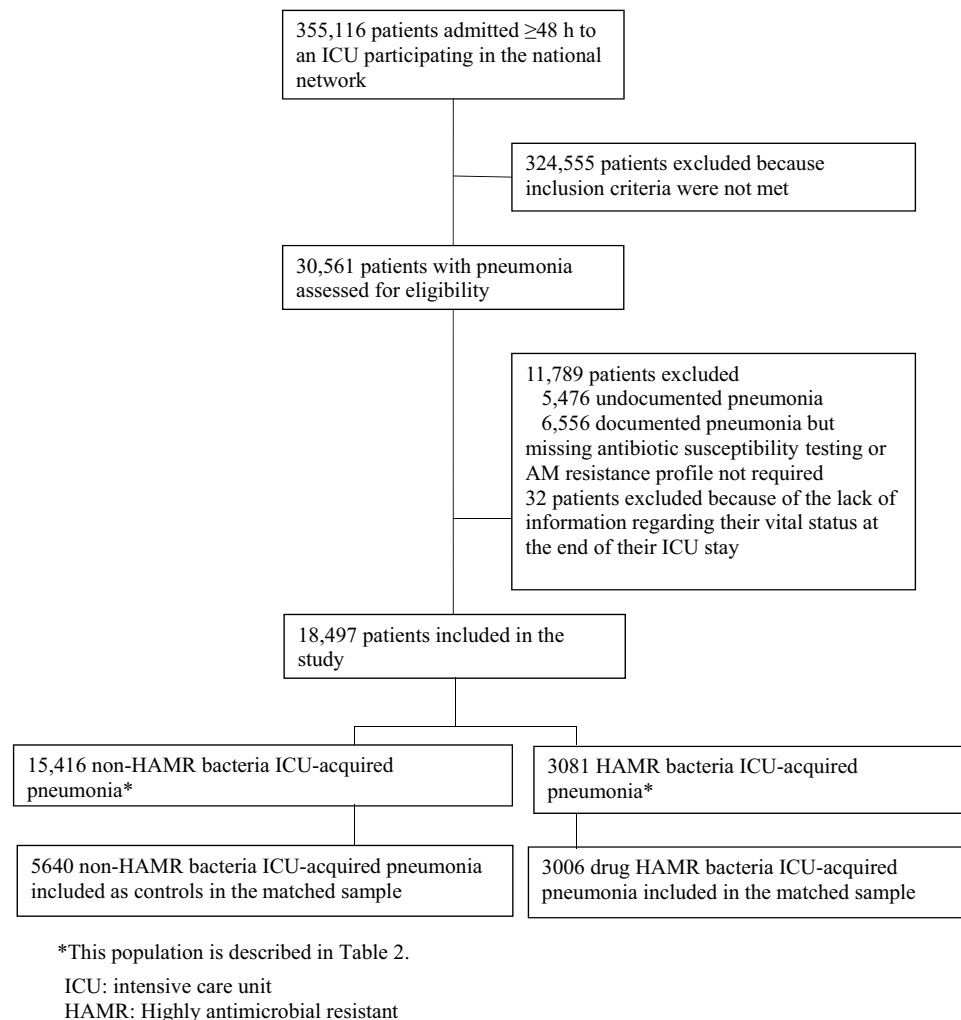 355,116 patients admitted ≥48 h to
an ICU participating in the national
network
324,555 patients excluded because
inclusion criteria were not met
30,561 patients with pneumonia
assessed for eligibility
11,789 patients excluded
5,476 undocumented pneumonia
6,556 documented pneumonia but
missing antibiotic susceptibility testing or
AM resistance profile not required
32 patients excluded because of the lack of
information regarding their vital status at
the end of their ICU stay
18,497 patients included in the
study
15,416 non-HAMR bacteria ICU-acquired
pneumonia*
3081 HAMR bacteria ICU-acquired
pneumonia*
5640 non-HAMR bacteria ICU-acquired pneumonia
included as controls in the matched sample
3006 drug HAMR bacteria ICU-acquired
pneumonia included in the matched sample
*This population is described in Table 2.
ICU: intensive care unit
HAMR: Highly antimicrobial resistant